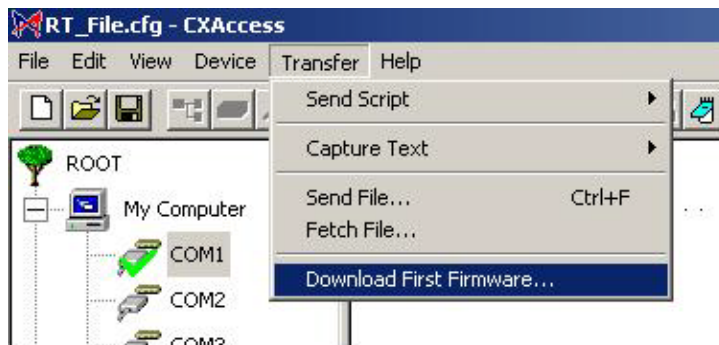 RT_File.cfg - CXAccess
File Edit View Device Transfer Help
Send Script
Capture Text
Send File... Ctrl+F
Fetch File...
Download First Firmware...
ROOT
My Computer
COM1
COM2
COM3